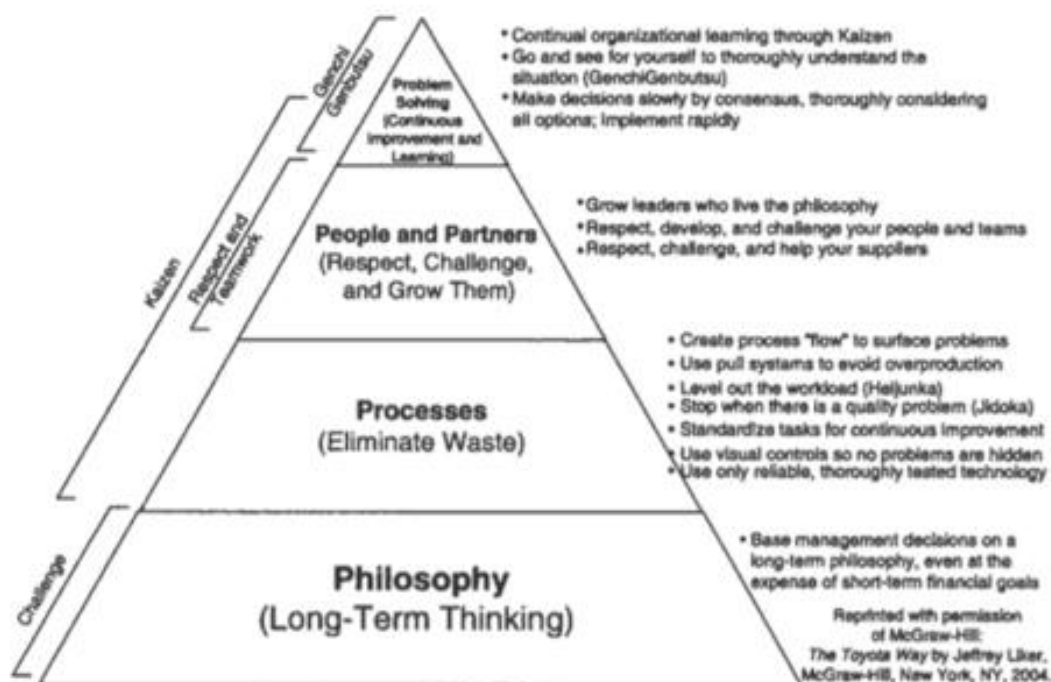 Genchi
Genbutsu
Problem
Solving
(Continuous
Improvement and
Learning)
• Continual organizational learning through Kaizen
• Go and see for yourself to thoroughly understand the
situation (GenchiGenbutsu)
• Make decisions slowly by consensus, thoroughly considering
all options; implement rapidly
Kaizen
Respect and
Teamwork
People and Partners
(Respect, Challenge,
and Grow Them)
• Grow leaders who live the philosophy
• Respect, develop, and challenge your people and teams
• Respect, challenge, and help your suppliers
Processes
(Eliminate Waste)
• Create process "flow" to surface problems
• Use pull systems to avoid overproduction
• Level out the workload (Heijunka)
• Stop when there is a quality problem (Jidoka)
• Standardize tasks for continuous improvement
• Use visual controls so no problems are hidden
• Use only reliable, thoroughly tested technology
Challenge
Philosophy
(Long-Term Thinking)
• Base management decisions on a
long-term philosophy, even at the
expense of short-term financial goals
Reprinted with permission
of McGraw-Hill:
The Toyota Way by Jeffrey Liker,
McGraw-Hill, New York, NY, 2004.